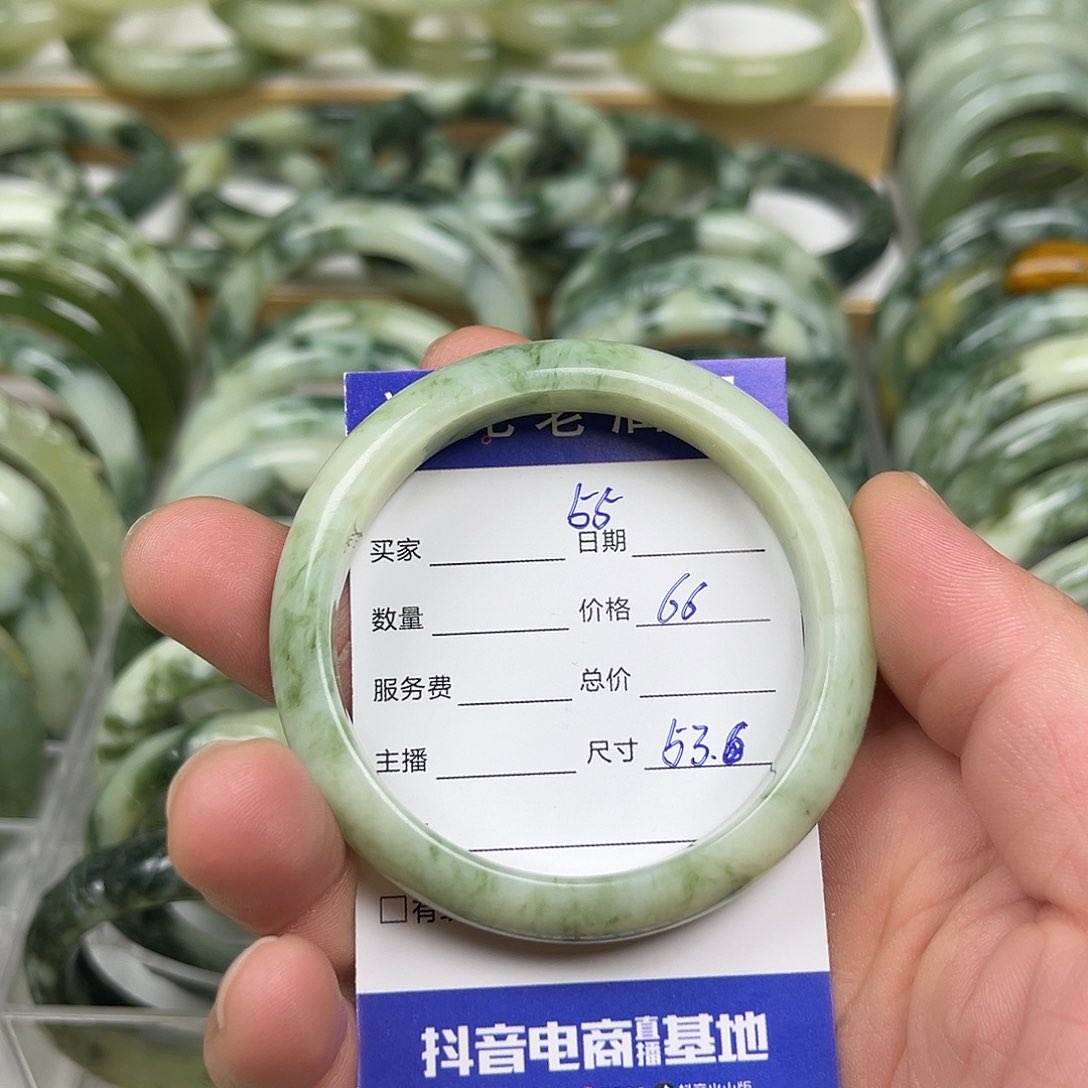 55
买家 日期
数量 价格 66
服务费 总价
主播 尺寸 53.6
抖音电商直播基地